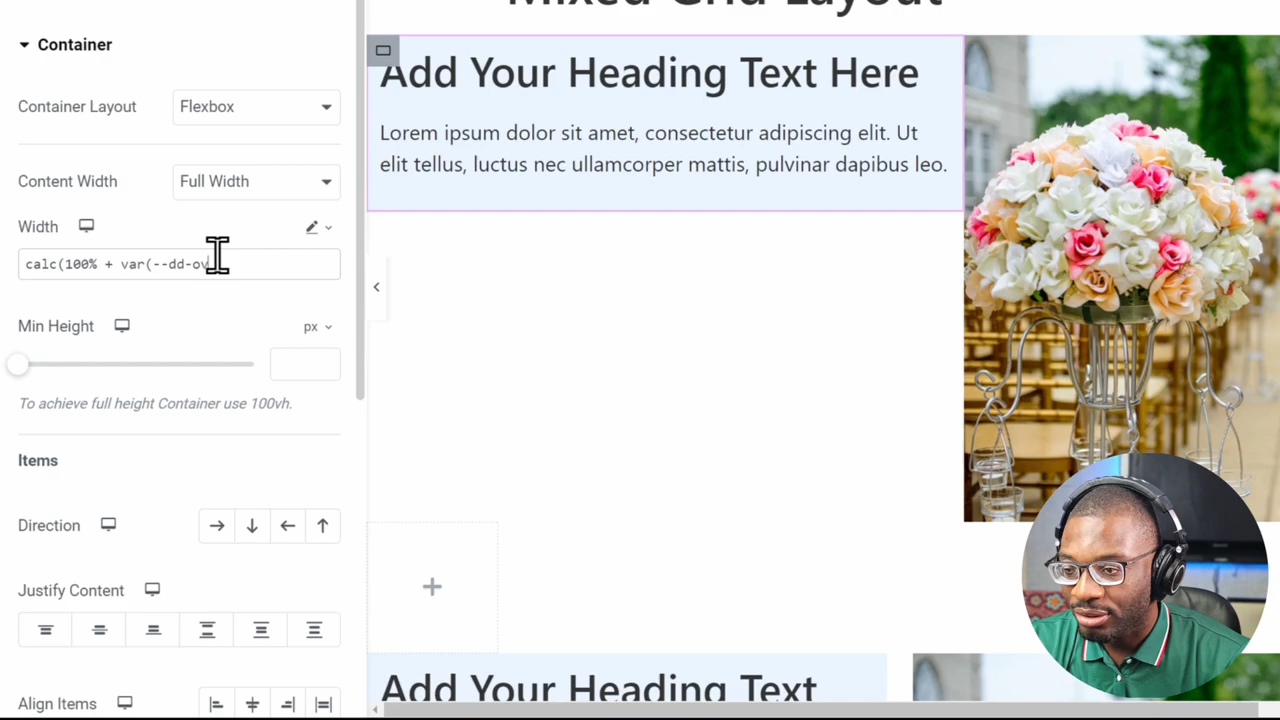 Mixed Grid Layout
Container
Container Layout
Flexbox
Content Width
Full Width
Width
calc(100% + var(--dd-ov
Min Height
px
To achieve full height Container use 100vh.
Items
Direction
Justify Content
Align Items
Add Your Heading Text Here
Lorem ipsum dolor sit amet, consectetur adipiscing elit. Ut
elit tellus, luctus nec ullamcorper mattis, pulvinar dapibus leo.
Add Your Heading Text